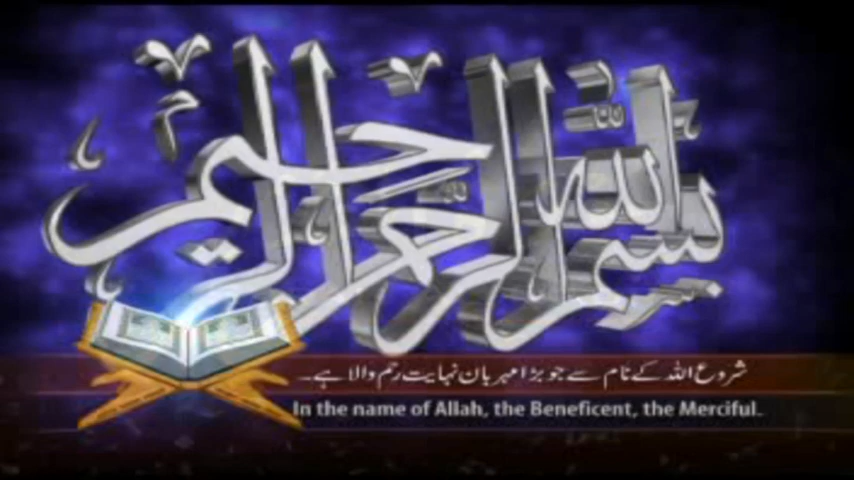 بسم الله الرحمن الرحيم
شروع اللہ کے نام سے جو بڑا مہربان نہایت رحم والا ہے۔
In the name of Allah, the Beneficent, the Merciful.